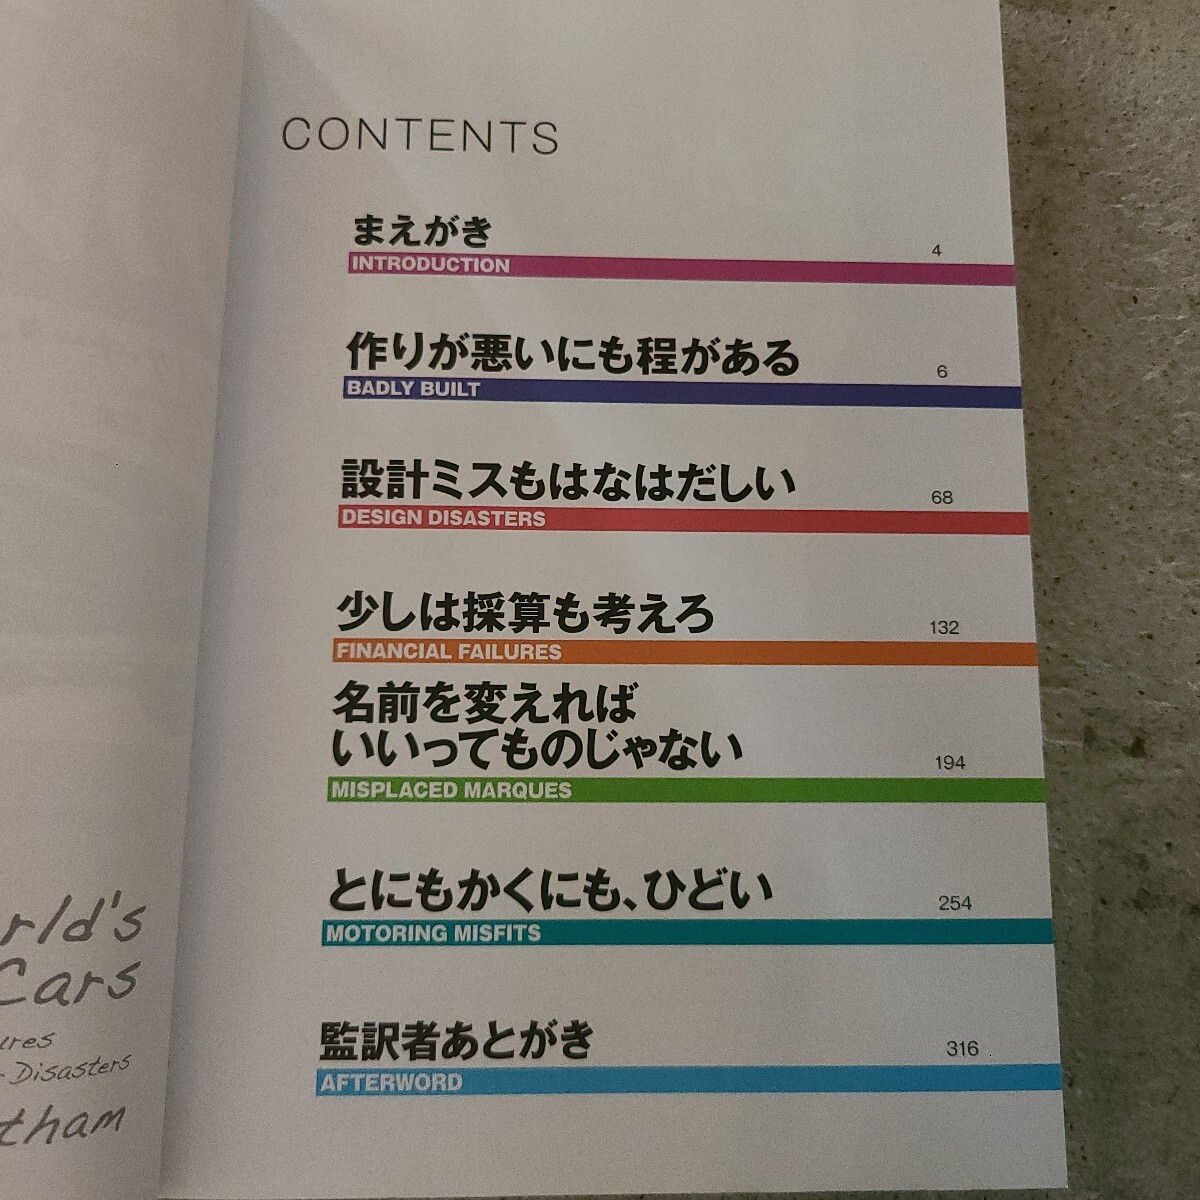 CONTENTS
まえがき
4
INTRODUCTION
作りが悪いにも程がある
6
BADLY BUILT
設計ミスもはなはだしい
68
DESIGN DISASTERS
少しは採算も考えろ
132
FINANCIAL FAILURES
名前を変えれば
いいってものじゃない
194
MISPLACED MARQUES
とにもかくにも、ひどい
254
MOTORING MISFITS
監訳者あとがき
316
AFTERWORD
rld's
Cars
ures
Disasters
tham